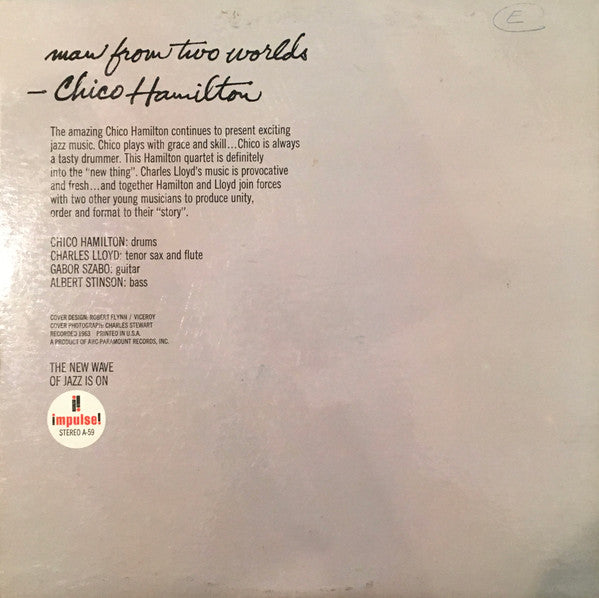 E
man from two worlds
– Chico Hamilton
The amazing Chico Hamilton continues to present exciting
jazz music. Chico plays with grace and skill...Chico is always
a tasty drummer. This Hamilton quartet is definitely
into the "new thing". Charles Lloyd's music is provocative
and fresh...and together Hamilton and Lloyd join forces
with two other young musicians to produce unity,
order and format to their "story".
CHICO HAMILTON: drums
CHARLES LLOYD: tenor sax and flute
GABOR SZABO: guitar
ALBERT STINSON: bass
COVER DESIGN: ROBERT FLYNN / VICEROY
COVER PHOTOGRAPH: CHARLES STEWART
RECORDED 1963 PRINTED IN U.S.A.
A PRODUCT OF ABC-PARAMOUNT RECORDS, INC.
THE NEW WAVE
OF JAZZ IS ON
i!
impulse!
STEREO A-59